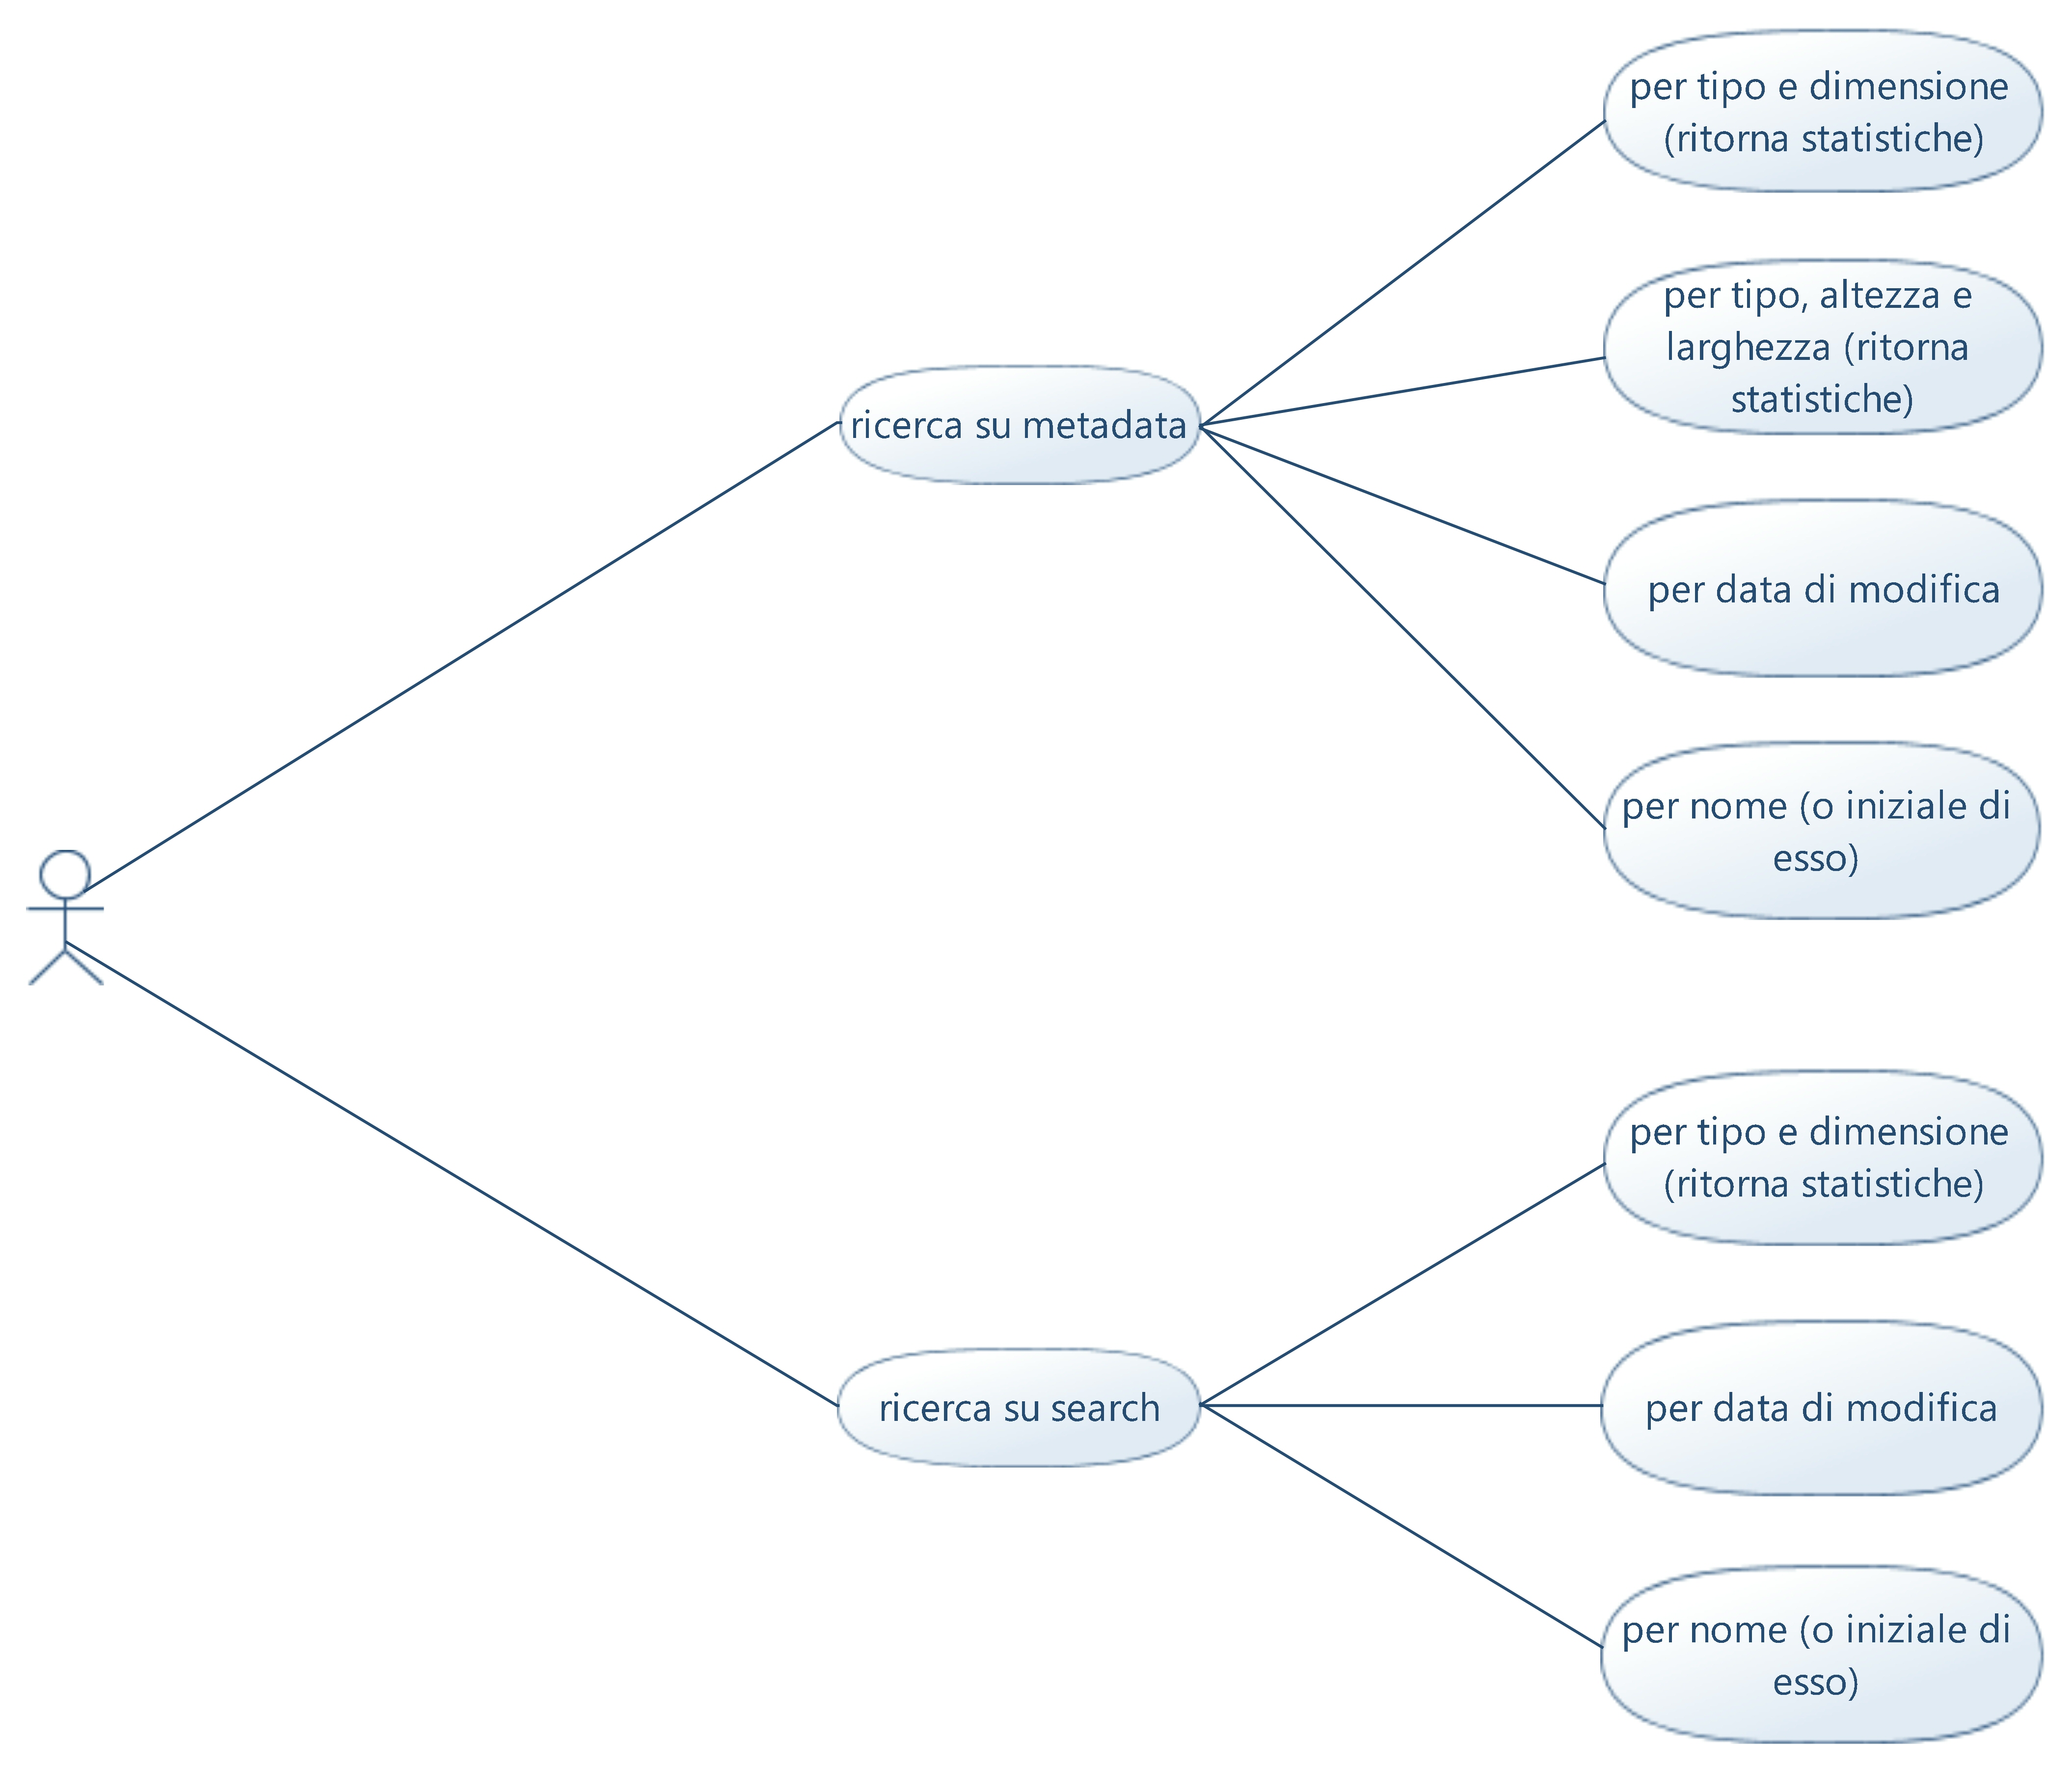 per tipo e dimensione
(ritorna statistiche)
per tipo, altezza e
larghezza (ritorna
statistiche)
ricerca su metadata
per data di modifica
per nome (o iniziale di
esso)
per tipo e dimensione
(ritorna statistiche)
ricerca su search
per data di modifica
per nome (o iniziale di
esso)